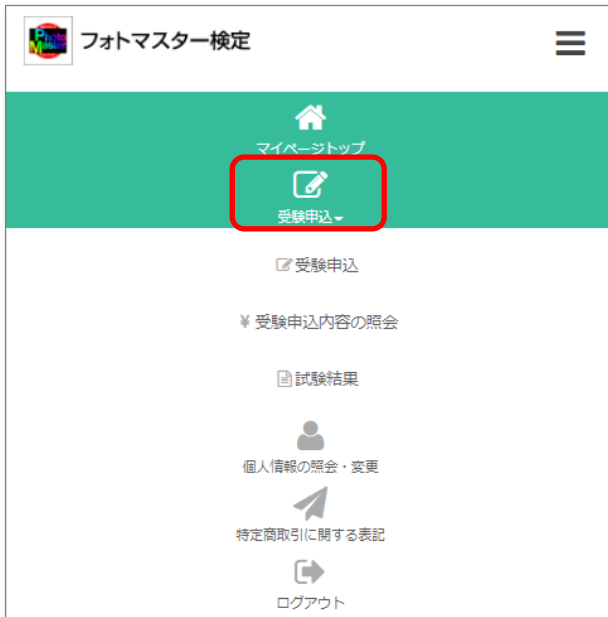 Photo
Master
フォトマスター検定
マイページトップ
受験申込
受験申込
¥ 受験申込内容の照会
試験結果
個人情報の照会・変更
特定商取引に関する表記
ログアウト